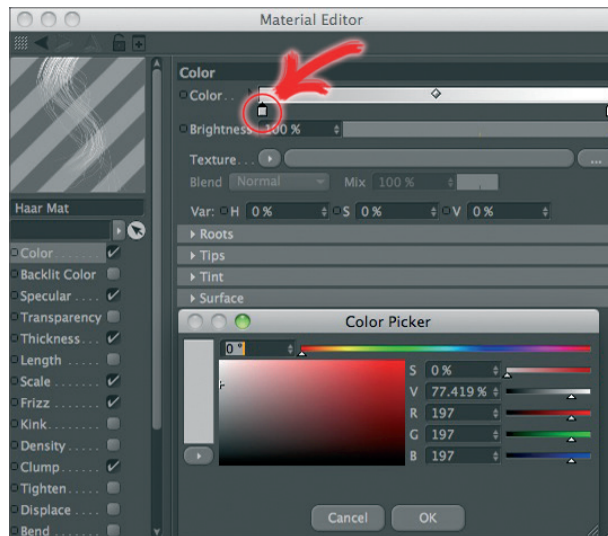 Material Editor
Color
Color. .
Brightness 100 %
Texture. . .
...
Blend Normal Mix 100 %
Var: H 0 % S 0 % V 0 %
Roots
Tips
Tint
Surface
Haar Mat
Color. . . . . . .
Backlit Color
Specular . . . .
Transparency
Thickness. . .
Length . . . . .
Scale . . . . . . .
Frizz . . . . . . .
Kink. . . . . . . .
Density. . . . .
Clump. . . . . .
Tighten. . . . .
Displace . . . .
Bend . . . . . .
Color Picker
0 °
S 0 %
V 77.419 %
R 197
G 197
B 197
Cancel OK